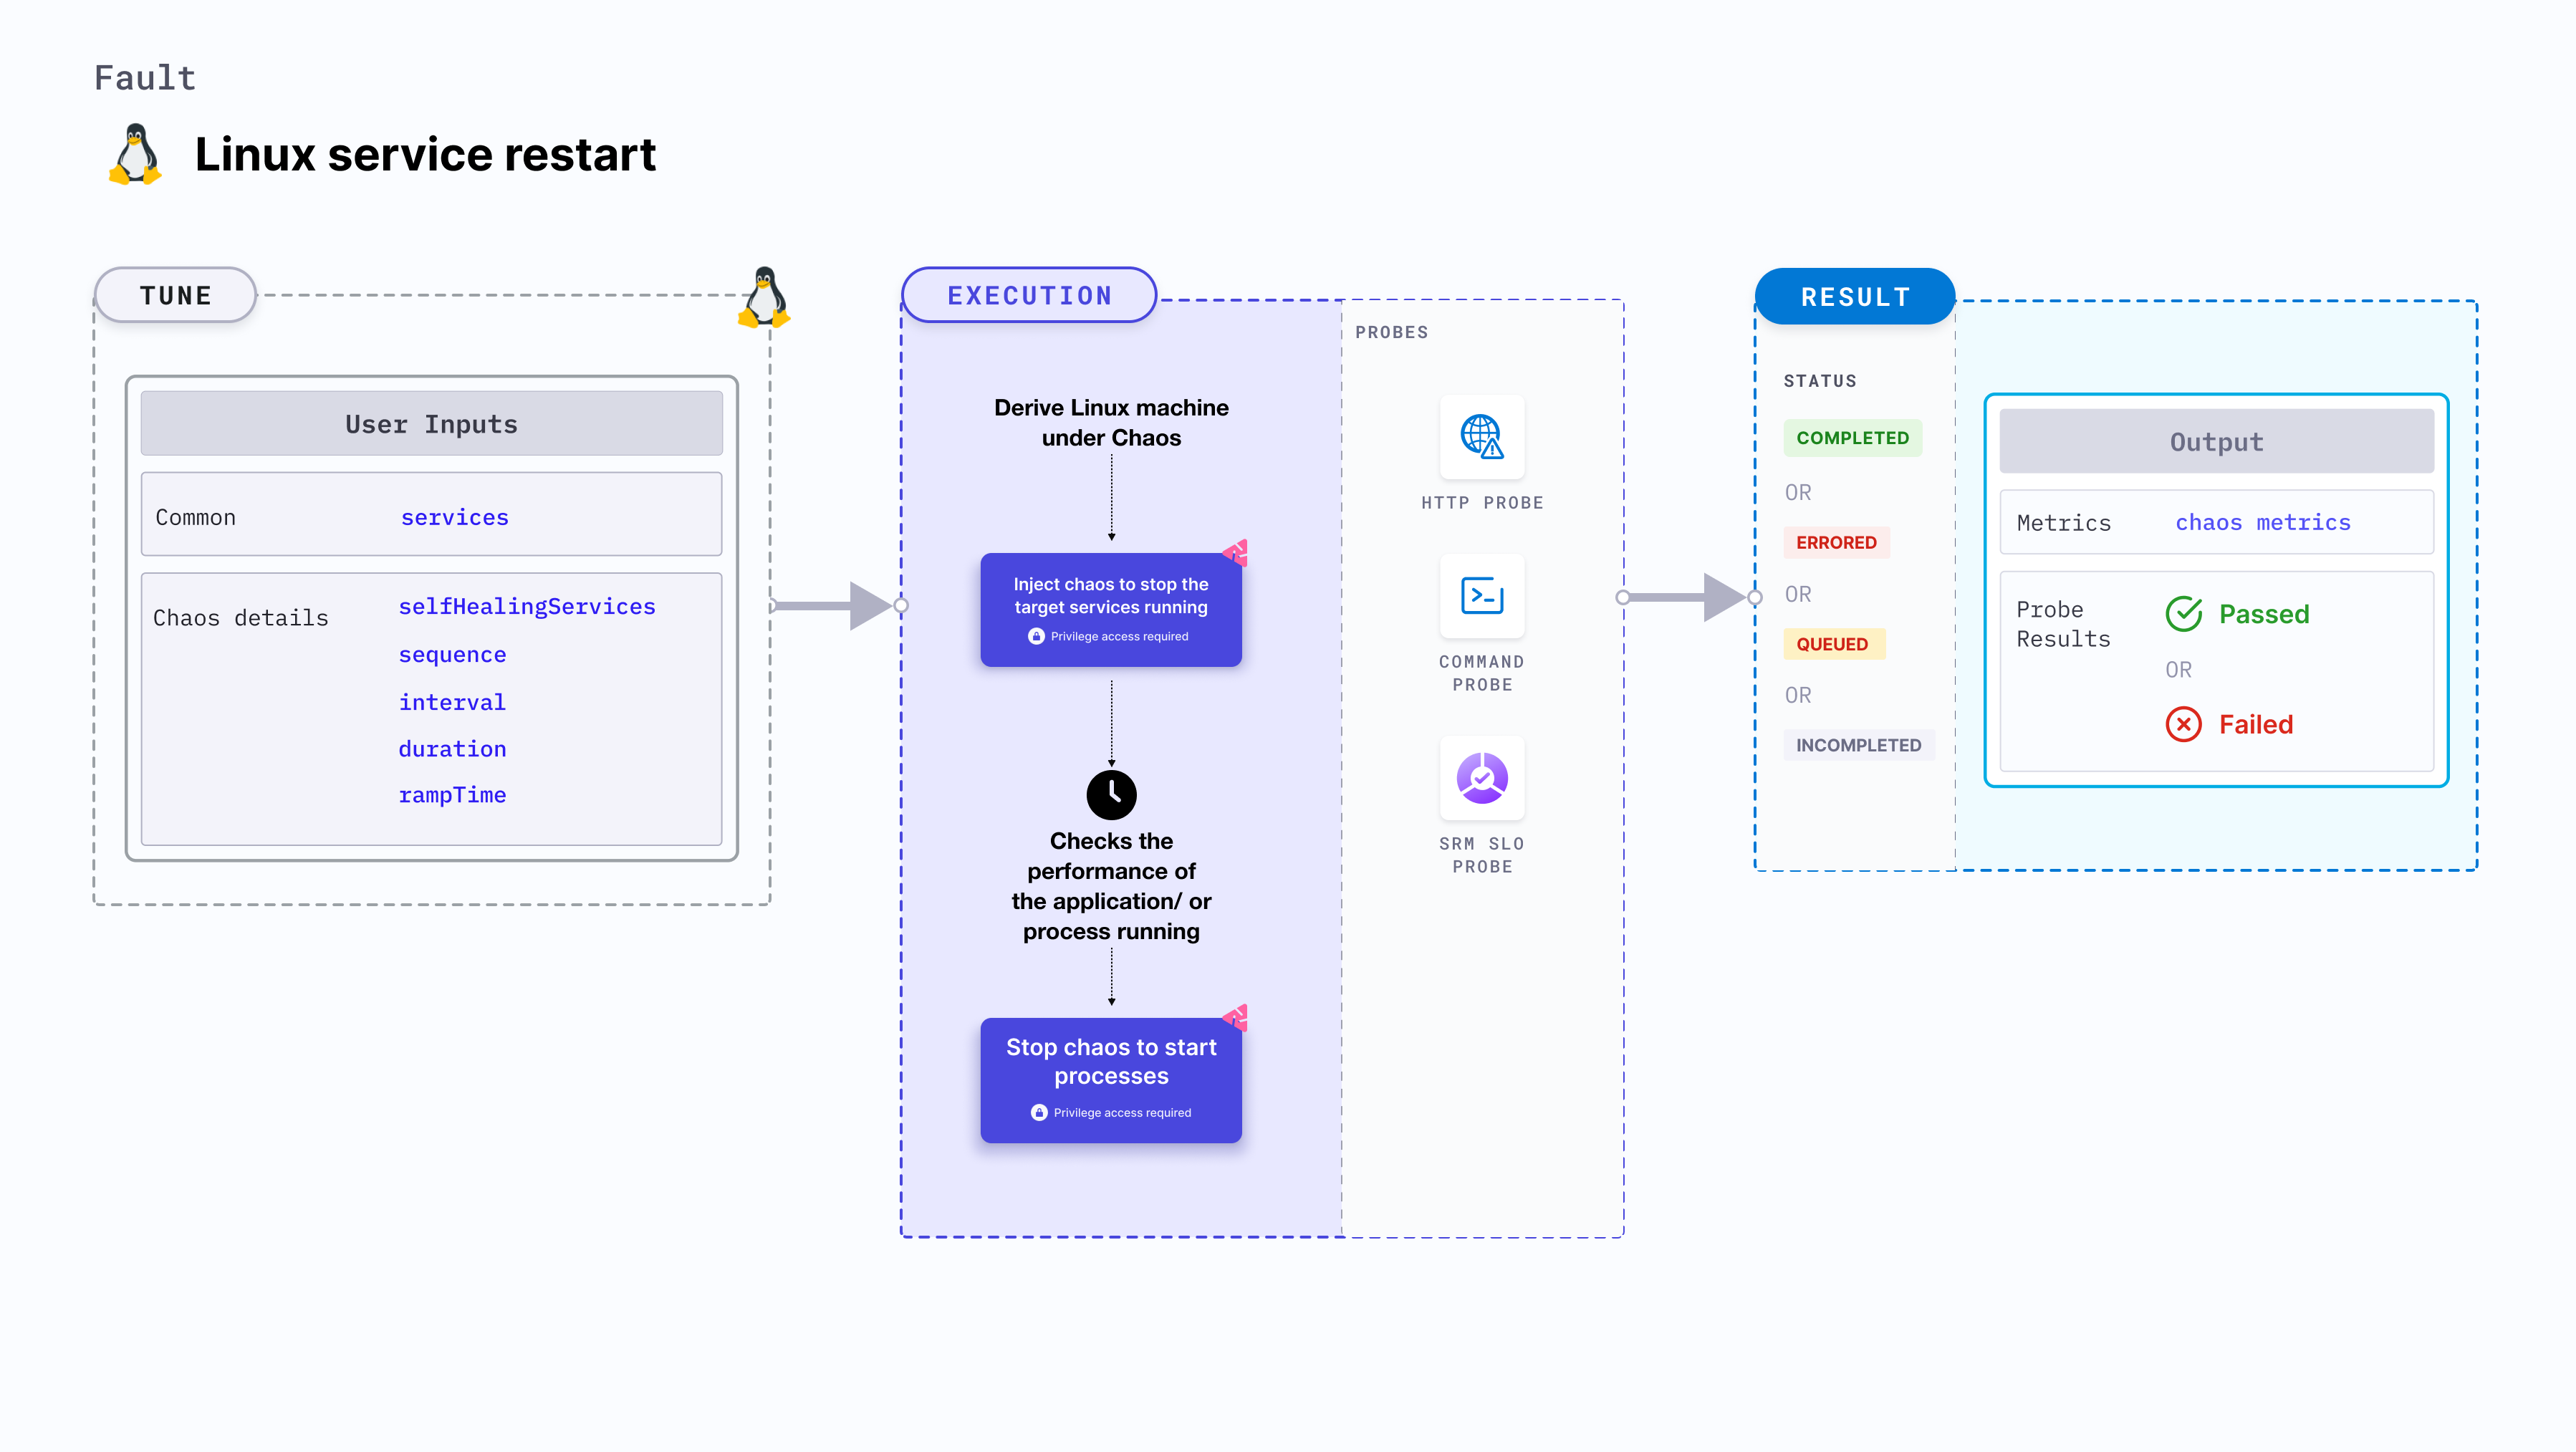 Fault
Linux service restart
TUNE
User Inputs
Common services
Chaos details
selfHealingServices
sequence
interval
duration
rampTime
EXECUTION
Derive Linux machine
under Chaos
Inject chaos to stop the
target services running
Privilege access required
Checks the
performance of
the application/ or
process running
Stop chaos to start
processes
Privilege access required
PROBES
HTTP PROBE
COMMAND
PROBE
SRM SLO
PROBE
RESULT
STATUS
COMPLETED
OR
ERRORED
OR
QUEUED
OR
INCOMPLETED
Output
Metrics chaos metrics
Probe
Results
Passed
OR
Failed